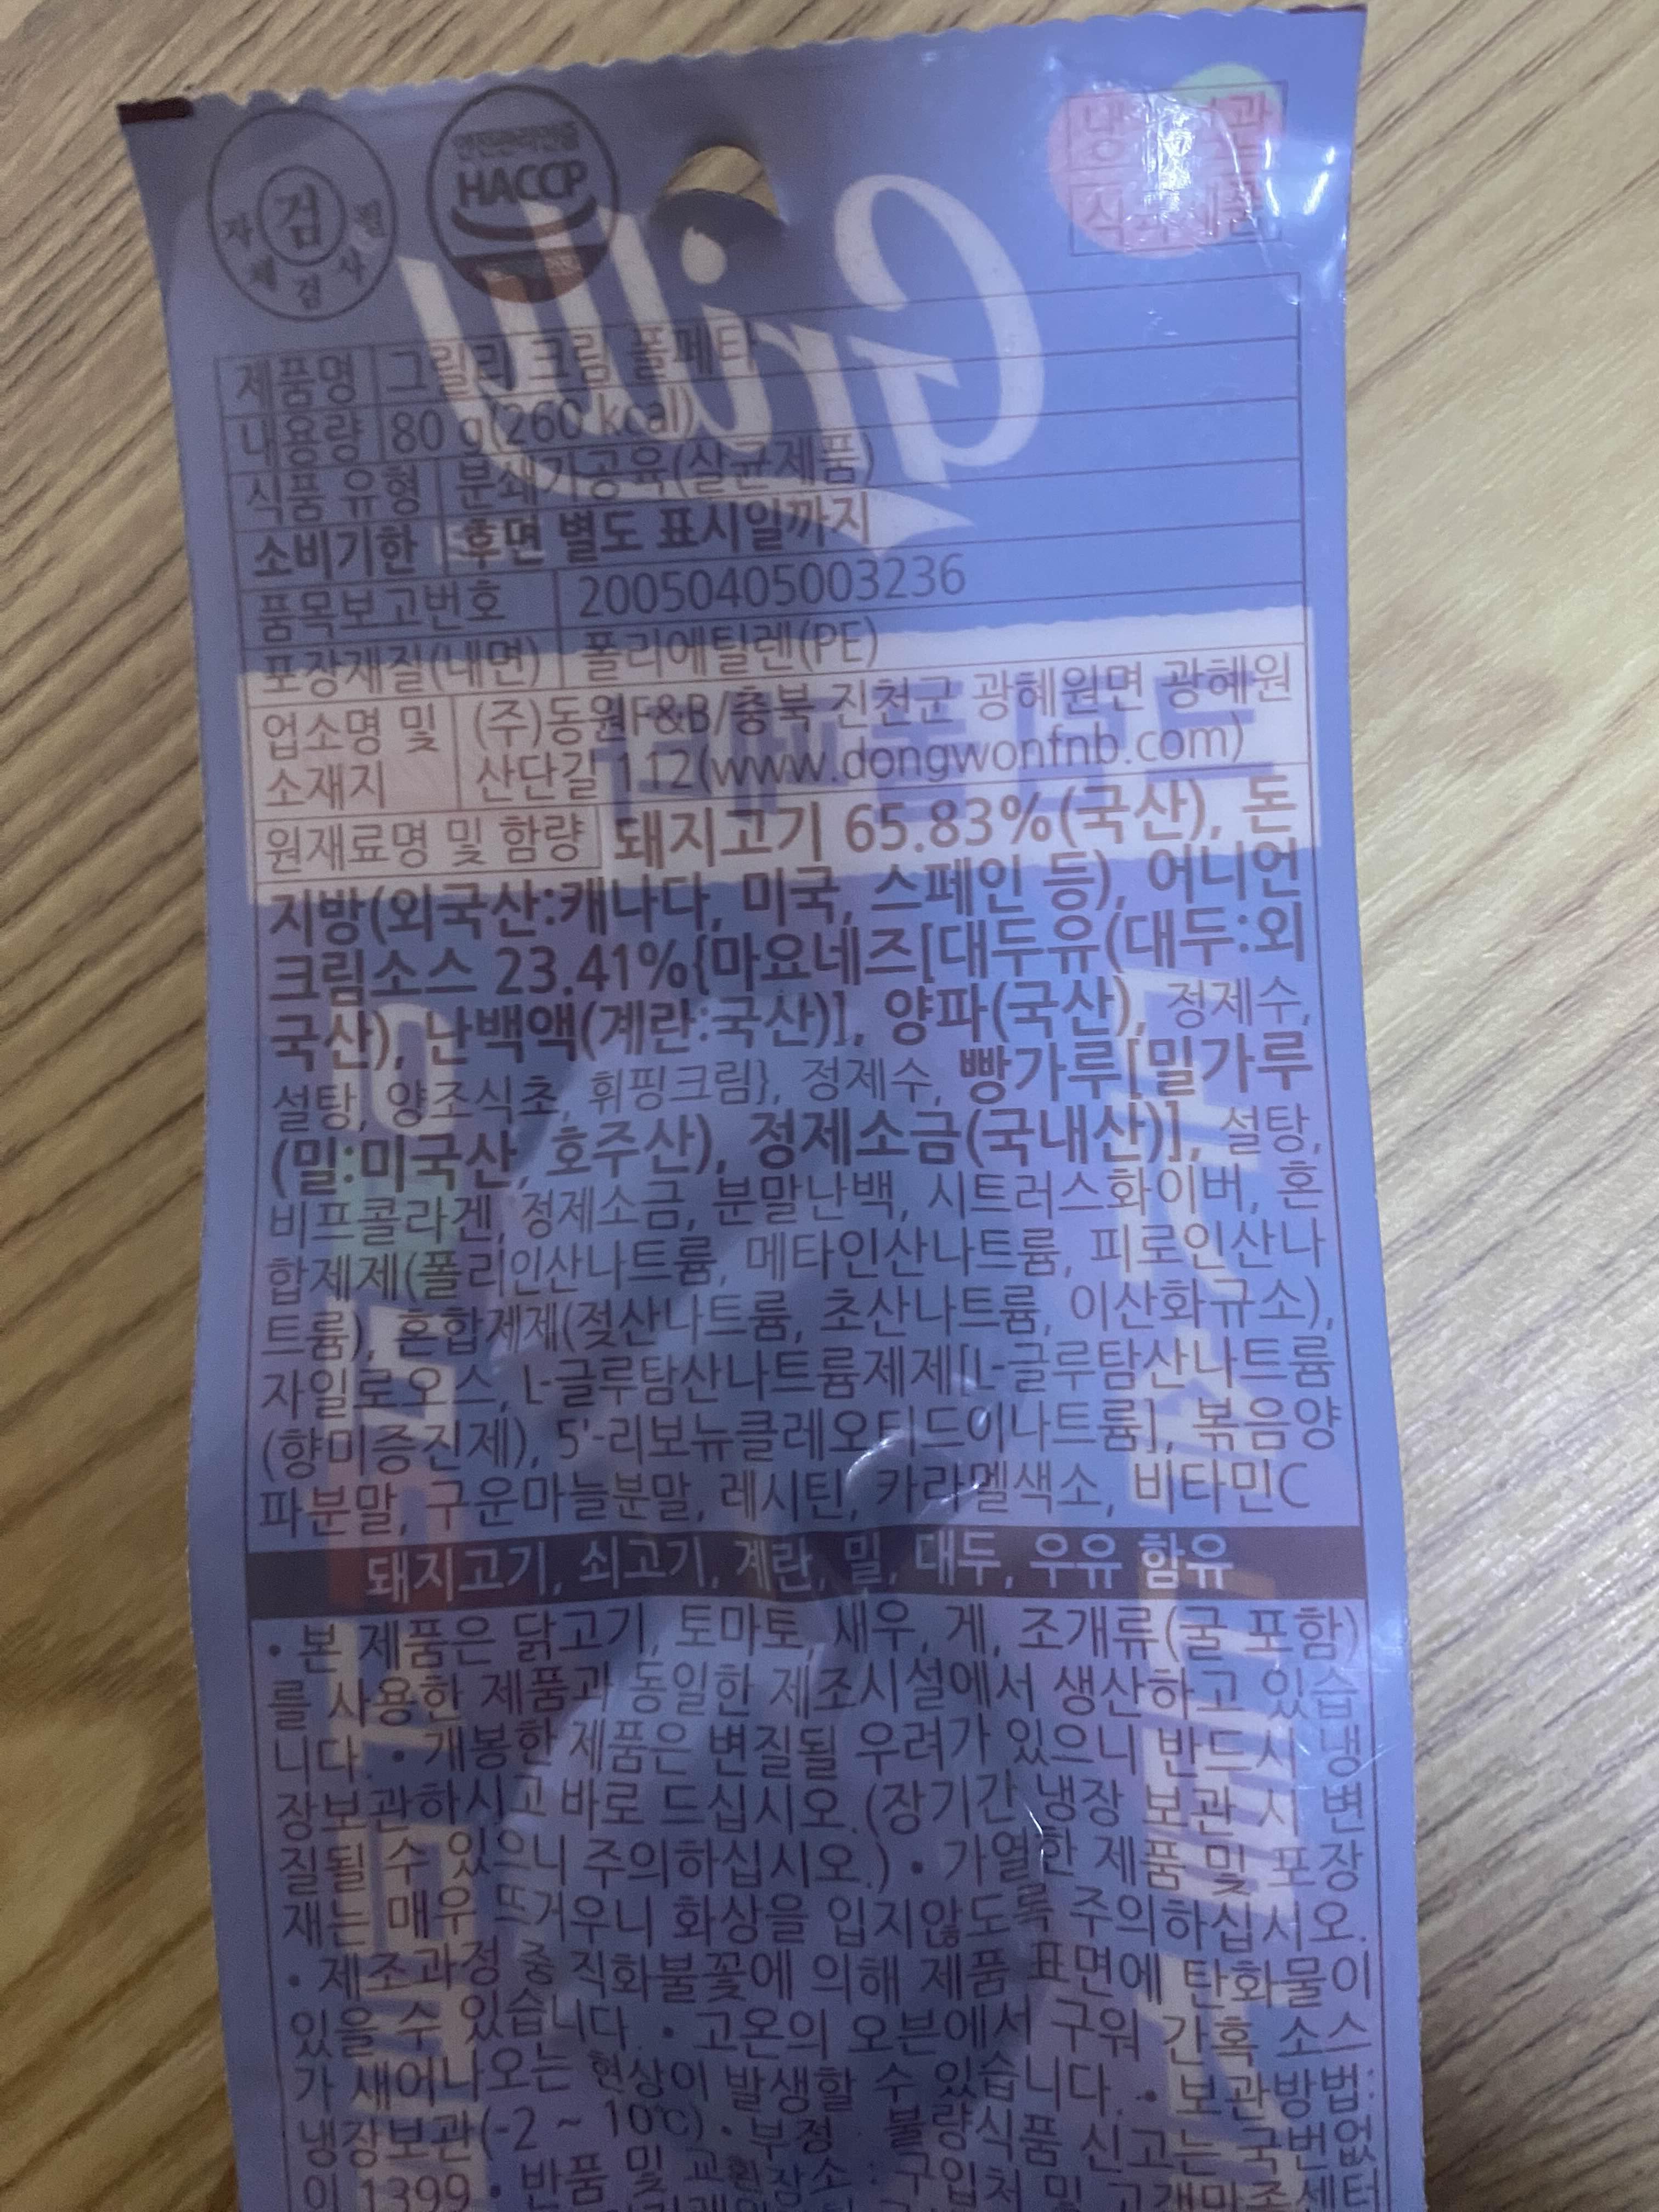 자 검 편
체 검 사
안전관리인증
HACCP
Grilly
제품명 그릴리 크림 폴페타
내용량 80 g(260 kcal)
식품 유형 분쇄가공육(살균제품)
소비기한 후면 별도 표시일까지
품목보고번호 20050405003236
포장재질(내면) 폴리에틸렌(PE)
업소명 및 (주)동원F&B/충북 진천군 광혜원면 광혜원
소재지 산단길 112(www.dongwonfnb.com)
원재료명 및 함량 돼지고기 65.83%(국산), 돈
지방(외국산:캐나다, 미국, 스페인 등), 어니언
크림소스 23.41%{마요네즈[대두유(대두:외
국산), 난백액(계란:국산)], 양파(국산), 정제수,
설탕, 양조식초, 휘핑크림}, 정제수, 빵가루[밀가루
(밀:미국산, 호주산), 정제소금(국내산)], 설탕,
비프콜라겐, 정제소금, 분말난백, 시트러스화이버, 혼
합제제(폴리인산나트륨, 메타인산나트륨, 피로인산나
트륨), 혼합제제(젖산나트륨, 초산나트륨, 이산화규소),
자일로오스, L-글루탐산나트륨제제[L-글루탐산나트륨
(향미증진제), 5'-리보뉴클레오티드이나트륨], 볶음양
파분말, 구운마늘분말, 레시틴, 카라멜색소, 비타민C
돼지고기, 쇠고기, 계란, 밀, 대두, 우유 함유
• 본 제품은 닭고기, 토마토, 새우, 게, 조개류(굴 포함)
를 사용한 제품과 동일한 제조시설에서 생산하고 있습
니다. • 개봉한 제품은 변질될 우려가 있으니 반드시 냉
장보관하시고 바로 드십시오.(장기간 냉장 보관 시 변
질될 수 있으니 주의하십시오.) • 가열한 제품 및 포장
재는 매우 뜨거우니 화상을 입지않도록 주의하십시오.
• 제조과정 중 직화불꽃에 의해 제품 표면에 탄화물이
있을 수 있습니다. • 고온의 오븐에서 구워 간혹 소스
가 새어나오는 현상이 발생할 수 있습니다. • 보관방법:
냉장보관(-2 ~ 10℃) • 부정 · 불량식품 신고는 국번없
이 1399 • 반품 및 교환장소 : 구입처 및 고객만족센터